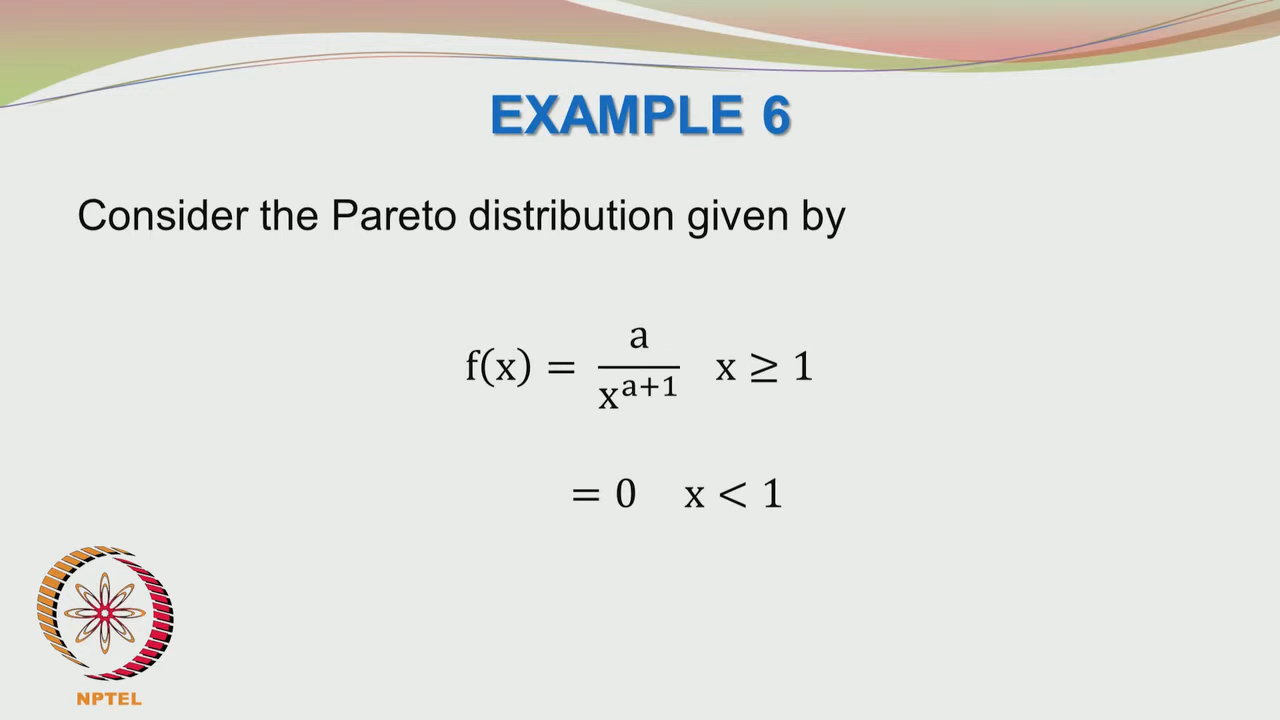 EXAMPLE 6
Consider the Pareto distribution given by
f(x) = a/x^(a+1) x ≥ 1
= 0 x < 1
NPTEL